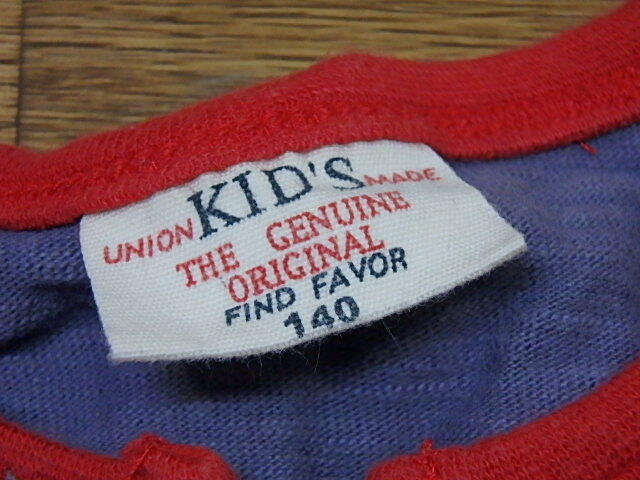 UNION KID'S MADE
THE GENUINE
ORIGINAL
FIND FAVOR
140